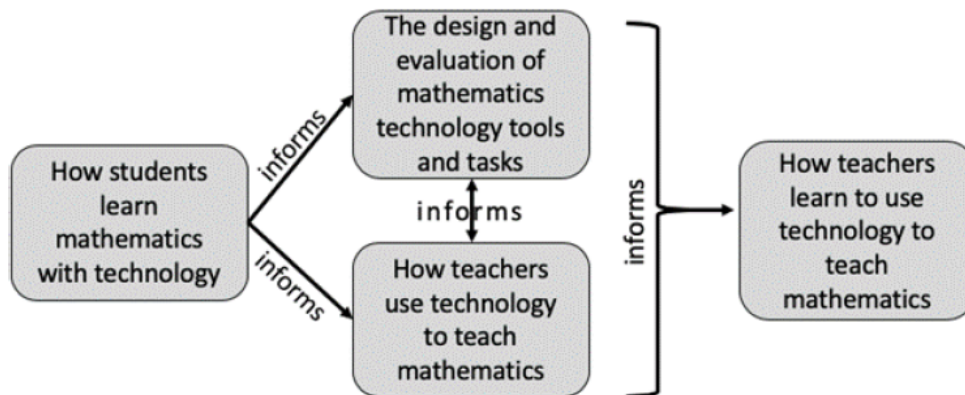 How students
learn
mathematics
with technology
informs
informs
The design and
evaluation of
mathematics
technology tools
and tasks
informs
How teachers
use technology
to teach
mathematics
informs
How teachers
learn to use
technology to
teach
mathematics